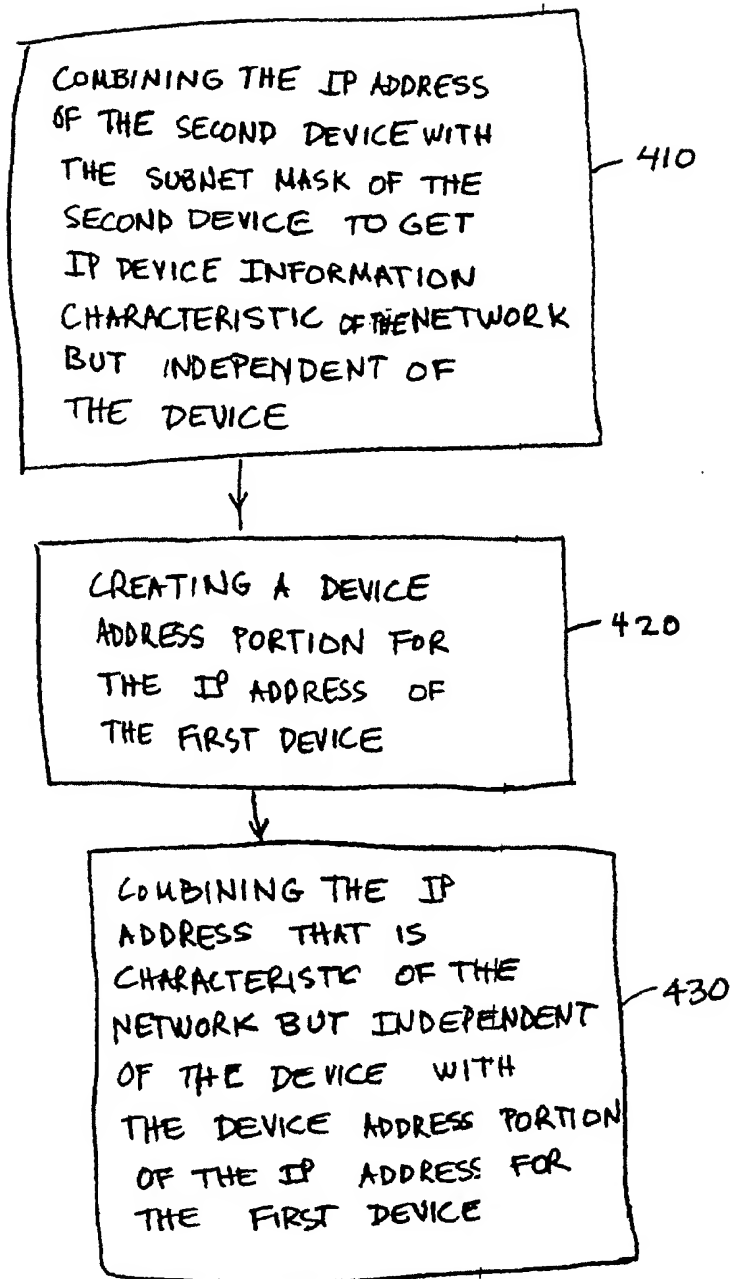 COMBINING THE IP ADDRESS
OF THE SECOND DEVICE WITH
THE SUBNET MASK OF THE
SECOND DEVICE TO GET
IP DEVICE INFORMATION
CHARACTERISTIC OF THE NETWORK
BUT INDEPENDENT OF
THE DEVICE
410
CREATING A DEVICE
ADDRESS PORTION FOR
THE IP ADDRESS OF
THE FIRST DEVICE
420
COMBINING THE IP
ADDRESS THAT IS
CHARACTERISTIC OF THE
NETWORK BUT INDEPENDENT
OF THE DEVICE WITH
THE DEVICE ADDRESS PORTION
OF THE IP ADDRESS FOR
THE FIRST DEVICE
430